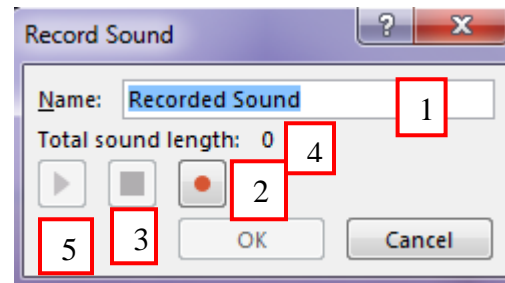 Record Sound ? X
Name: Recorded Sound 1
Total sound length: 0 4
2
5 3 OK Cancel